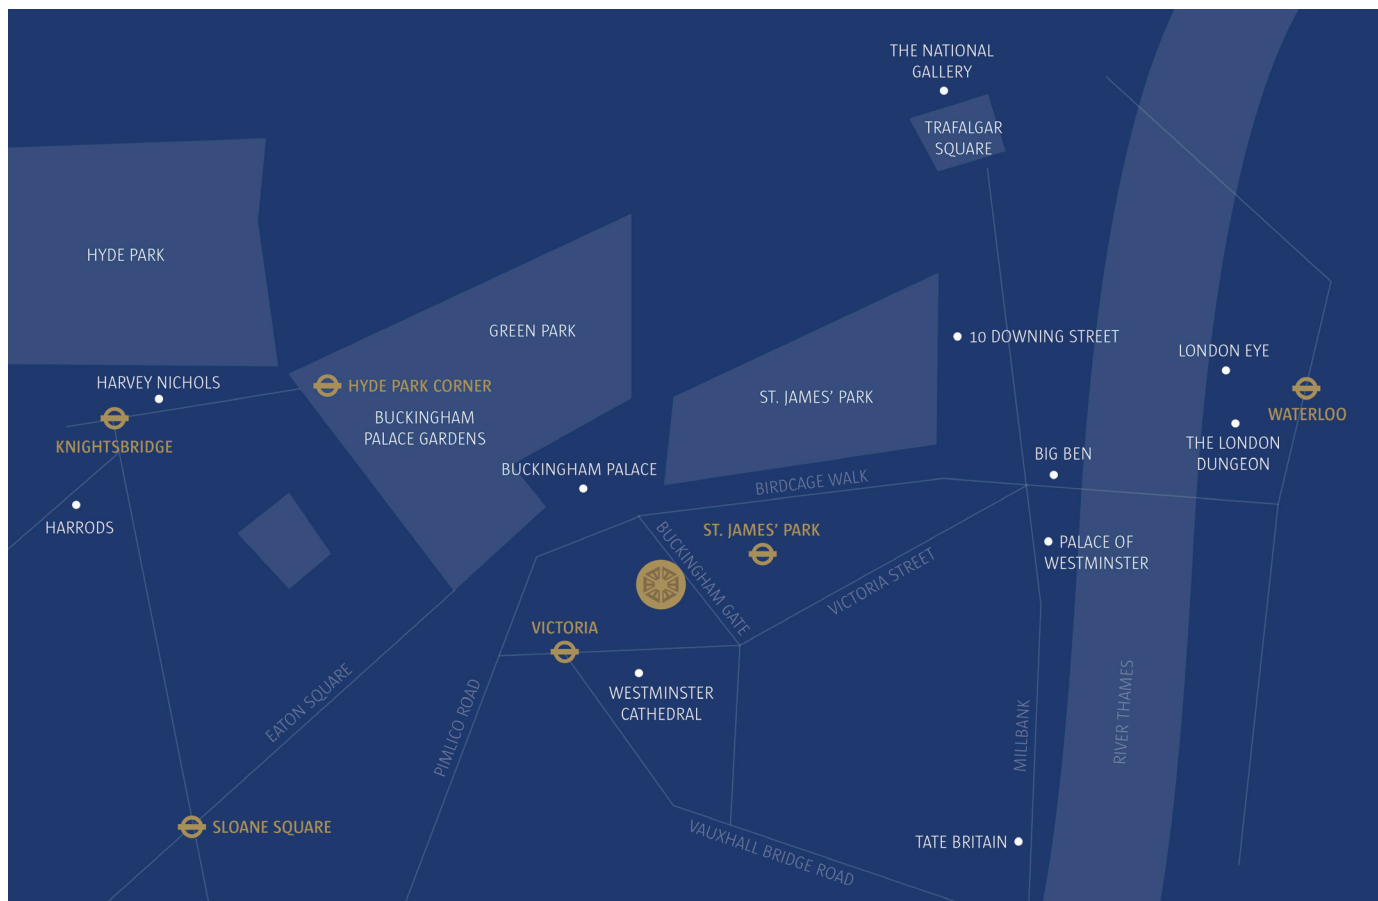 THE NATIONAL
GALLERY
TRAFALGAR
SQUARE
HYDE PARK
GREEN PARK
10 DOWNING STREET
LONDON EYE
HARVEY NICHOLS
HYDE PARK CORNER
ST. JAMES' PARK
WATERLOO
BUCKINGHAM
PALACE GARDENS
KNIGHTSBRIDGE
THE LONDON
DUNGEON
BIG BEN
BUCKINGHAM PALACE
BIRDCAGE WALK
HARRODS
ST. JAMES' PARK
BUCKINGHAM GATE
PALACE OF
WESTMINSTER
VICTORIA STREET
VICTORIA
WESTMINSTER
CATHEDRAL
EATON SQUARE
PIMLICO ROAD
MILLBANK
RIVER THAMES
SLOANE SQUARE
VAUXHALL BRIDGE ROAD
TATE BRITAIN